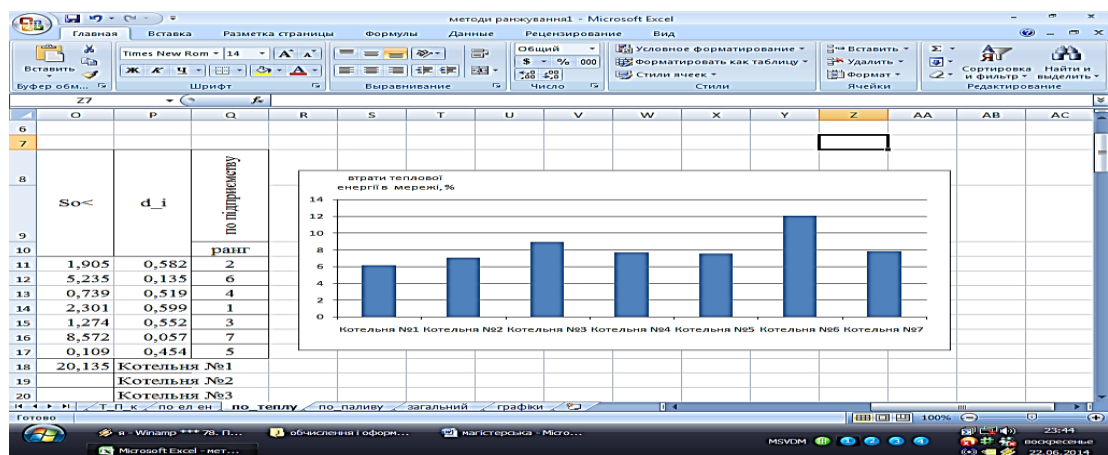 методи ранжування1 - Microsoft Excel
Главная Вставка Разметка страницы Формулы Данные Рецензирование Вид
Вставить
Times New Rom 14
Ж К Ч
Общий
% 000
Условное форматирование
Форматировать как таблицу
Стили ячеек
Вставить
Удалить
Формат
Σ
Сортировка и фильтр
Найти и выделить
Буфер обм... Шрифт Выравнивание Число Стили Ячейки Редактирование
Z7 fx
O P Q R S T U V W X Y Z AA AB AC
6
7
8
9
10
11
12
13
14
15
16
17
18
19
20
So< d_i по підприємству
ранг
1,905 0,582 2
5,235 0,135 6
0,739 0,519 4
2,301 0,599 1
1,274 0,552 3
8,572 0,057 7
0,109 0,454 5
20,135 Котельня №1
Котельня №2
Котельня №3
втрати теплової
енергії в мережі, %
14
12
10
8
6
4
2
0
Котельня №1 Котельня №2 Котельня №3 Котельня №4 Котельня №5 Котельня №6 Котельня №7
Т_П_к по ел ен по_теплу по_паливу загальний графіки
Готово 100%
я - Winamp *** 78. П... обчислення і оформ... магістерська - Micro...
Microsoft Excel - мет...
MSVDM 1 2 3 4
23:44
воскресенье
22.06.2014